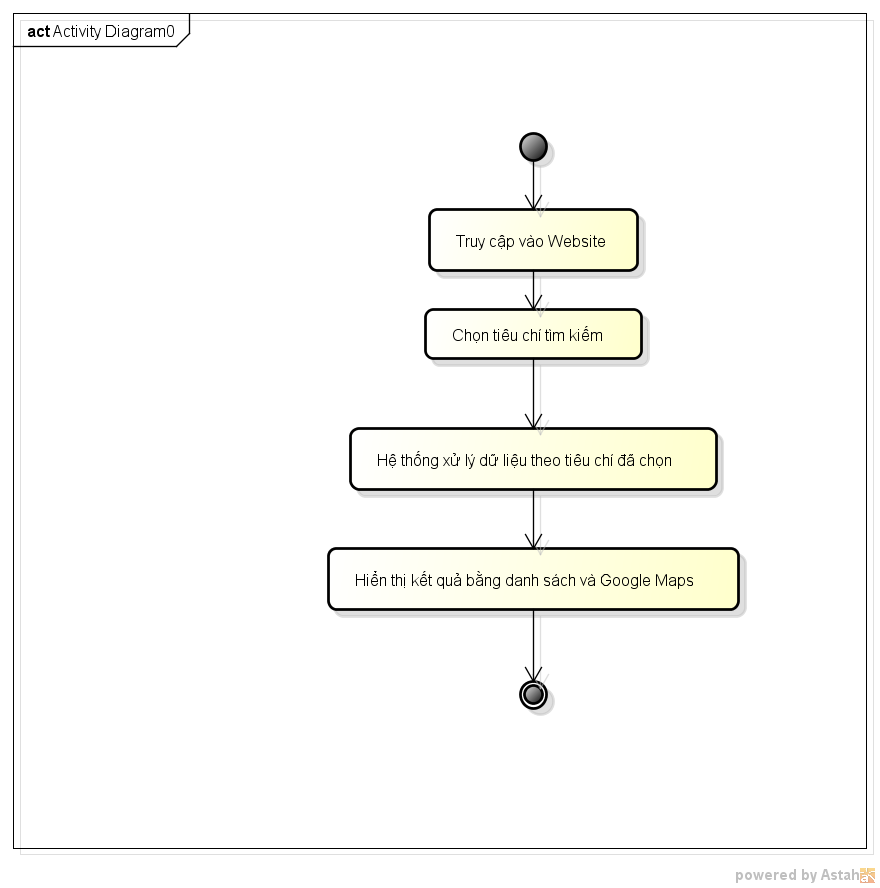 act Activity Diagram0
Truy cập vào Website
Chọn tiêu chí tìm kiếm
Hệ thống xử lý dữ liệu theo tiêu chí đã chọn
Hiển thị kết quả bằng danh sách và Google Maps
powered by Astah